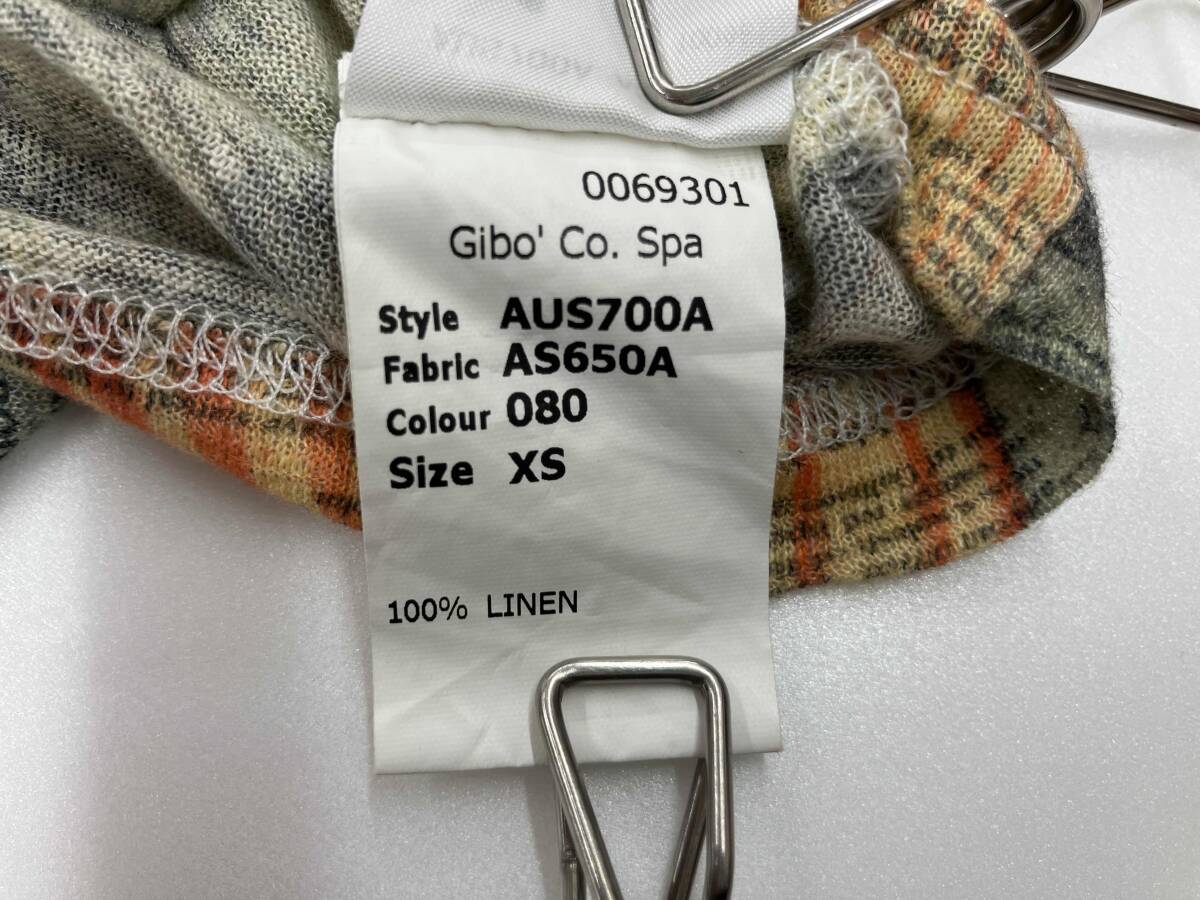 0069301
Gibo' Co. Spa
Style AUS700A
Fabric AS650A
Colour 080
Size XS
100% LINEN